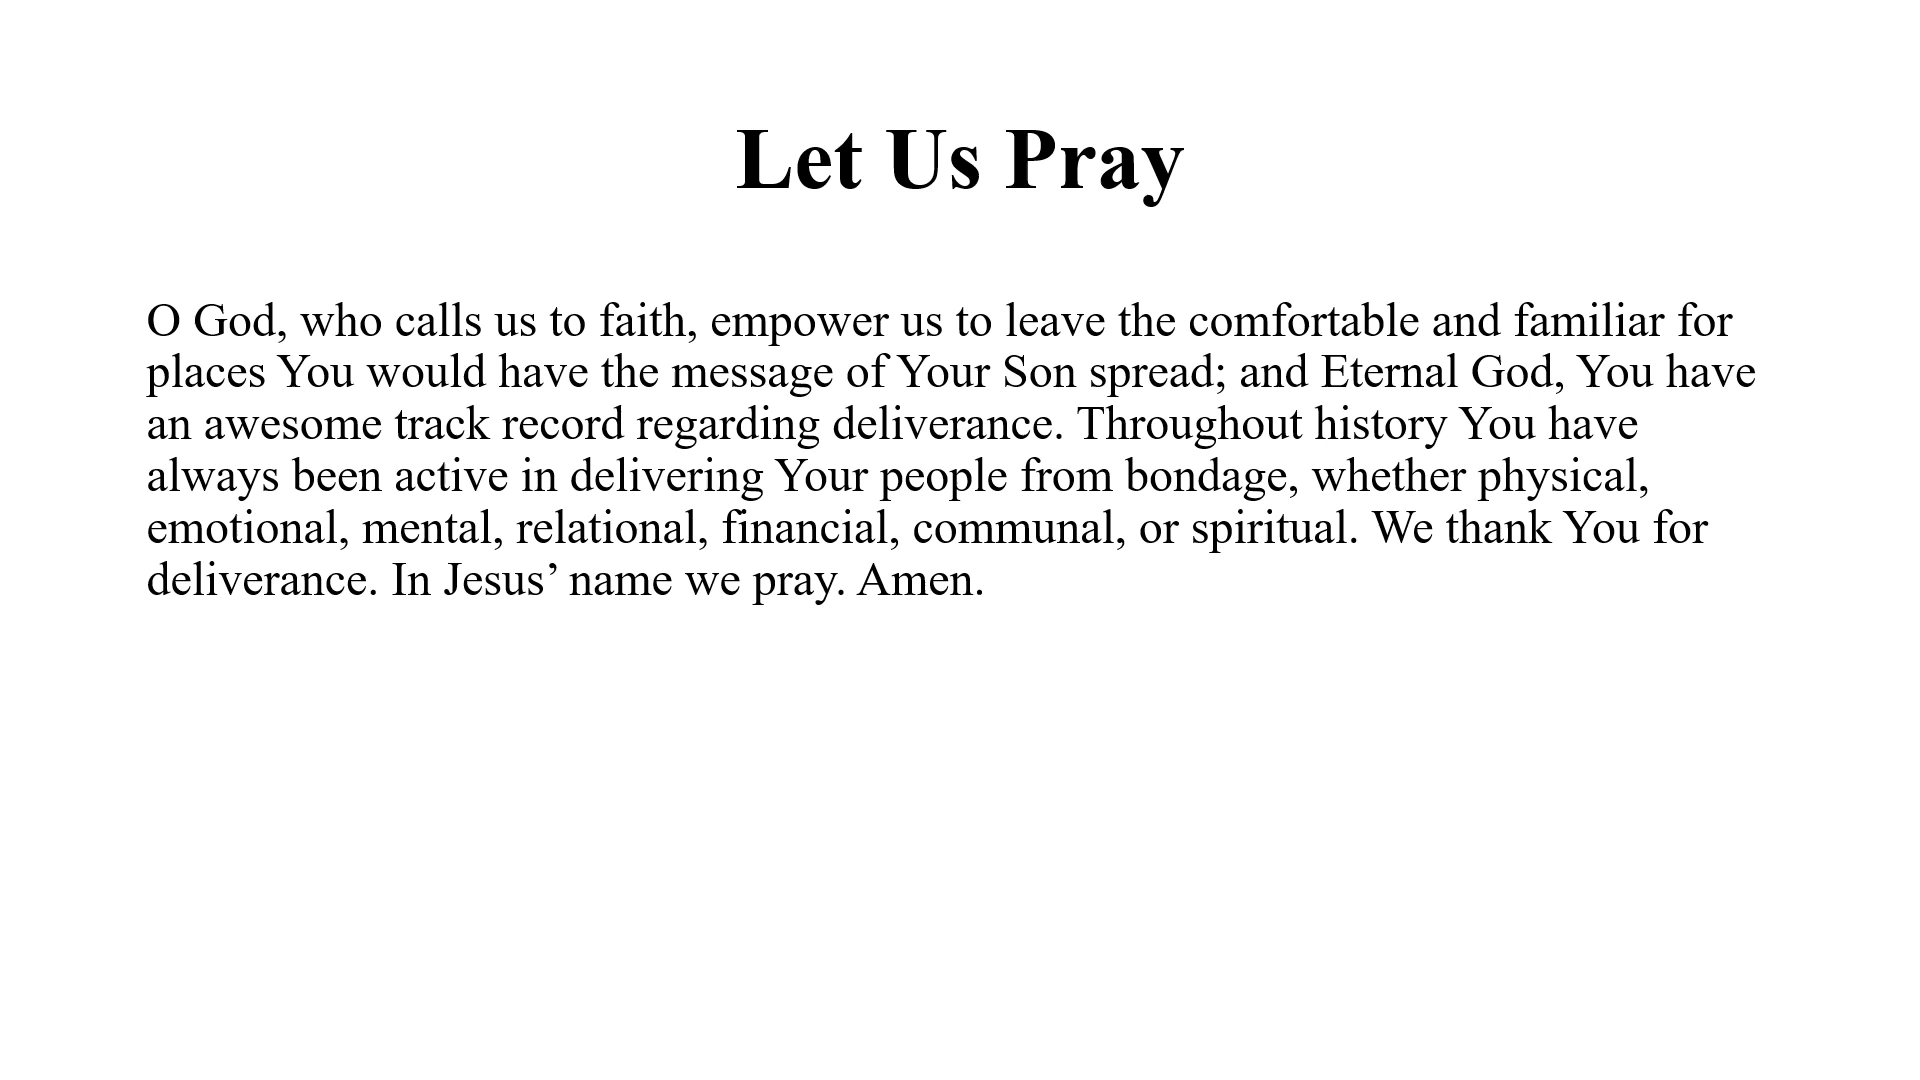 Let Us Pray
O God, who calls us to faith, empower us to leave the comfortable and familiar for
places You would have the message of Your Son spread; and Eternal God, You have
an awesome track record regarding deliverance. Throughout history You have
always been active in delivering Your people from bondage, whether physical,
emotional, mental, relational, financial, communal, or spiritual. We thank You for
deliverance. In Jesus’ name we pray. Amen.